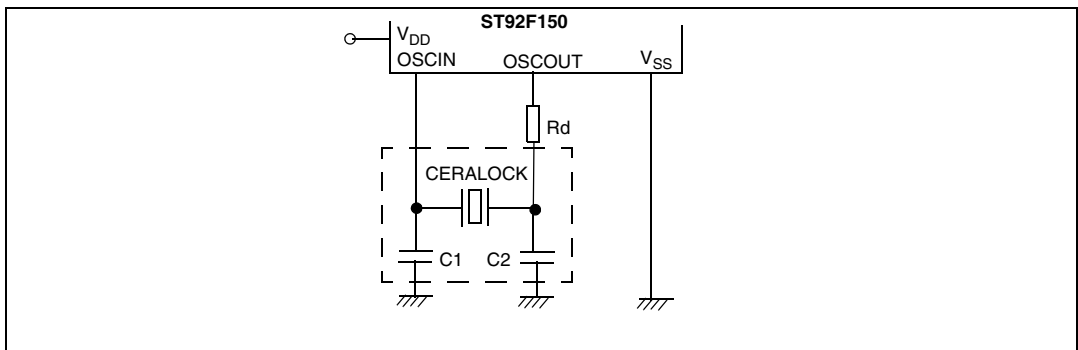 ST92F150
VDD
OSCIN
OSCOUT
VSS
Rd
CERALOCK
C1
C2